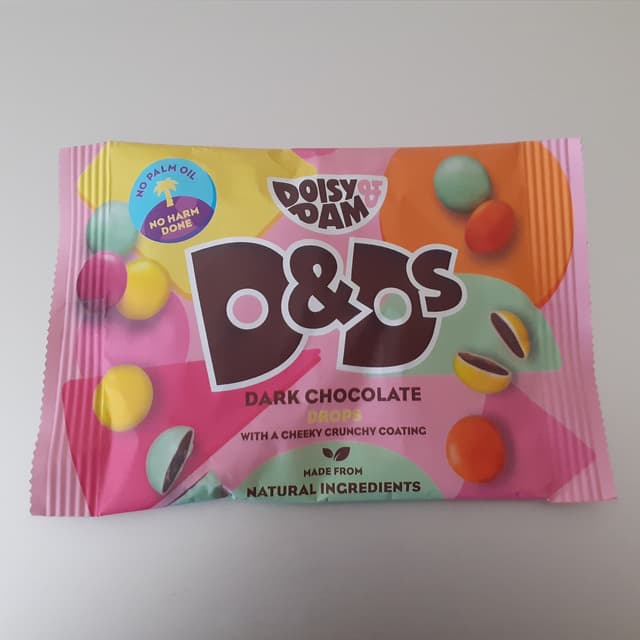 NO PALM OIL
NO HARM
DONE
DOISY &
DAM
D&Ds
DARK CHOCOLATE
DROPS
WITH A CHEEKY CRUNCHY COATING
MADE FROM
NATURAL INGREDIENTS